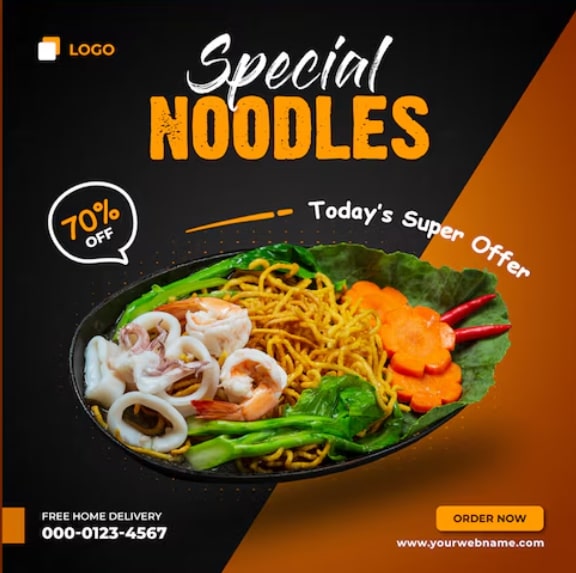 LOGO
Special
NOODLES
70%
OFF
Today's Super Offer
FREE HOME DELIVERY
000-0123-4567
ORDER NOW
www.yourwebname.com